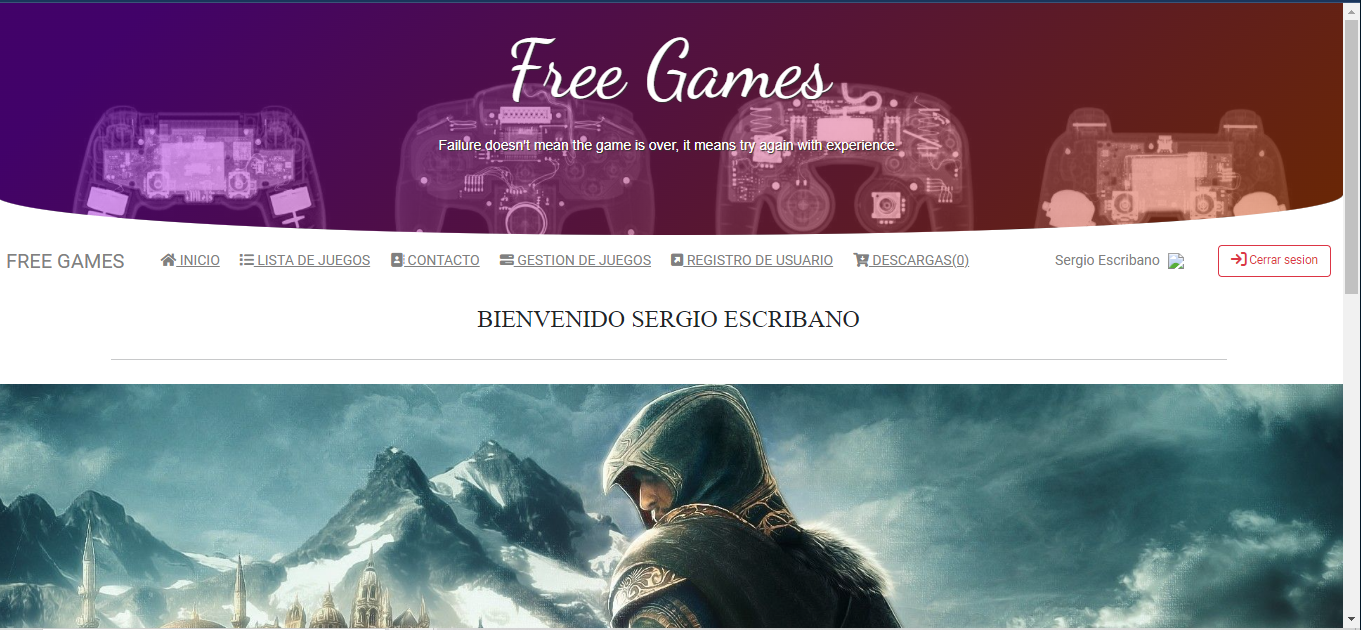 Free Games
Failure doesn't mean the game is over, it means try again with experience.
FREE GAMES INICIO LISTA DE JUEGOS CONTACTO GESTION DE JUEGOS REGISTRO DE USUARIO DESCARGAS(0) Sergio Escribano Cerrar sesion
BIENVENIDO SERGIO ESCRIBANO